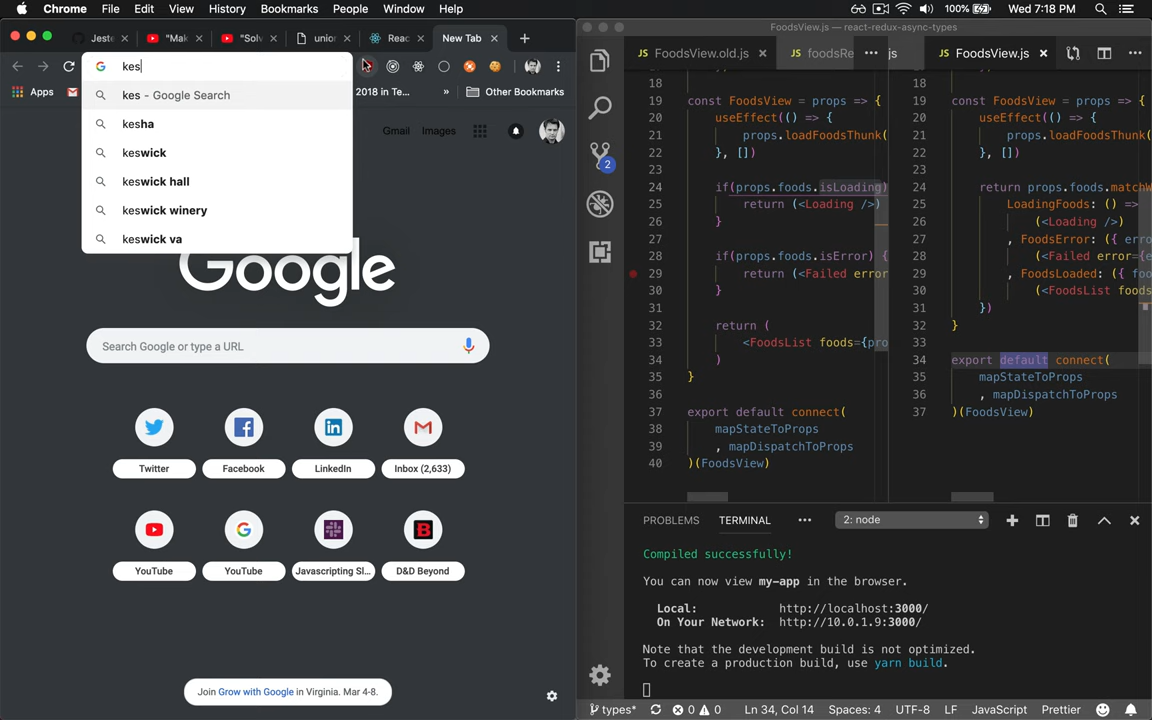 Chrome File Edit View History Bookmarks People Window Help
100% Wed 7:18 PM
Jeste
"Mak
"Solv
union
Reac
New Tab
kes
Apps
2018 in Te...
»
Other Bookmarks
kes - Google Search
kesha
keswick
keswick hall
keswick winery
keswick va
Gmail Images
Google
Search Google or type a URL
Twitter Facebook LinkedIn Inbox (2,633)
YouTube YouTube Javascripting Sl... D&D Beyond
Join Grow with Google in Virginia. Mar 4-8.
FoodsView.js — react-redux-async-types
JS FoodsView.old.js
JS foodsRe
js
JS FoodsView.js
18
19 const FoodsView = props => {
20 useEffect(() => {
21 props.loadFoodsThunk(
22 }, [])
23
24 if(props.foods.isLoading)
25 return (<Loading />)
26 }
27
28 if(props.foods.isError) {
29 return (<Failed error
30 }
31
32 return (
33 <FoodsList foods={pro
34 )
35 }
36
37 export default connect(
38 mapStateToProps
39 , mapDispatchToProps
40 )(FoodsView)
18
19 const FoodsView = props => {
20 useEffect(() => {
21 props.loadFoodsThunk(
22 }, [])
23
24 return props.foods.matchW
25 LoadingFoods: () =>
26 (<Loading />)
27 , FoodsError: ({ erro
28 (<Failed error={e
29 , FoodsLoaded: ({ foo
30 (<FoodsList foods
31 })
32 }
33
34 export default connect(
35 mapStateToProps
36 , mapDispatchToProps
37 )(FoodsView)
PROBLEMS TERMINAL
2: node
Compiled successfully!
You can now view my-app in the browser.
Local: http://localhost:3000/
On Your Network: http://10.0.1.9:3000/
Note that the development build is not optimized.
To create a production build, use yarn build.
2
types* 0 0 Ln 34, Col 14 Spaces: 4 UTF-8 LF JavaScript Prettier